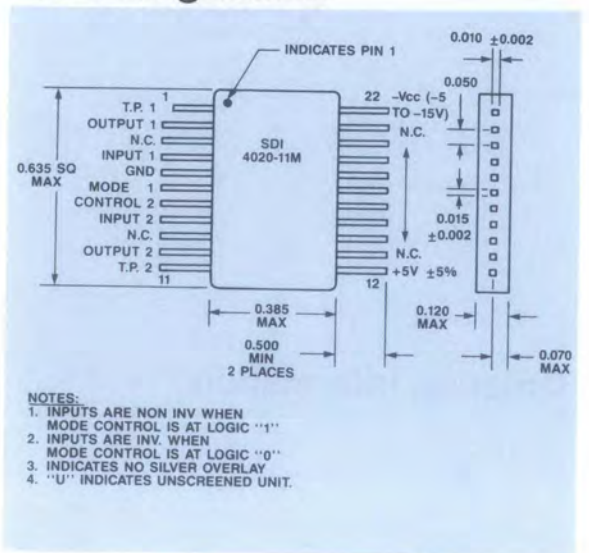 INDICATES PIN 1
1
T.P. 1
OUTPUT 1
N.C.
INPUT 1
GND
MODE 1
CONTROL 2
INPUT 2
N.C.
OUTPUT 2
T.P. 2
11
0.635 SQ
MAX
SDI
4020-11M
22 -Vcc (-5
TO -15V)
N.C.
N.C.
+5V ±5%
12
0.385
MAX
0.500
MIN
2 PLACES
0.010 ±0.002
0.050
0.015
±0.002
0.120
MAX
0.070
MAX
NOTES:
1. INPUTS ARE NON INV WHEN
MODE CONTROL IS AT LOGIC "1"
2. INPUTS ARE INV. WHEN
MODE CONTROL IS AT LOGIC "0"
3. INDICATES NO SILVER OVERLAY
4. "U" INDICATES UNSCREENED UNIT.